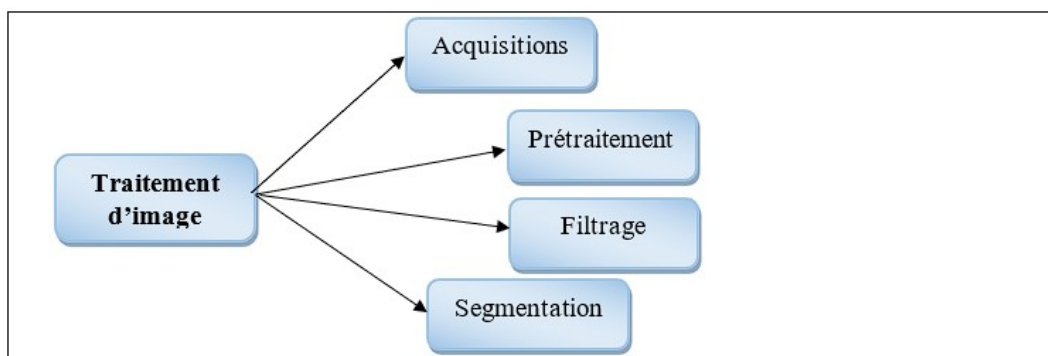 Acquisitions
Prétraitement
Traitement
d’image
Filtrage
Segmentation